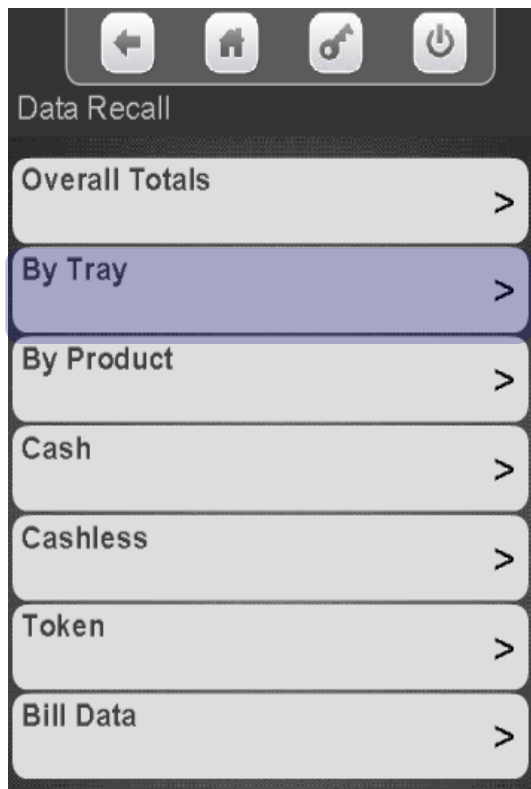 Data Recall
Overall Totals
>
By Tray
>
By Product
>
Cash
>
Cashless
>
Token
>
Bill Data
>